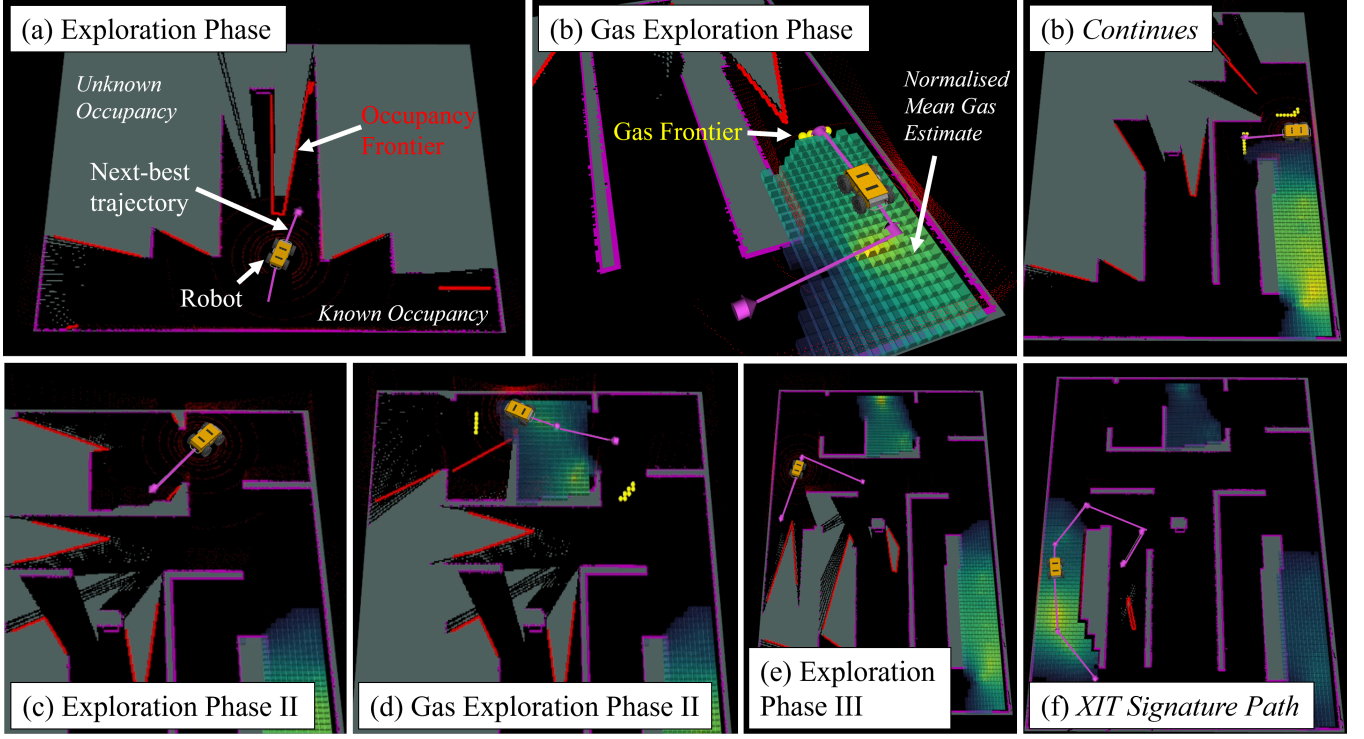 (a) Exploration Phase
Unknown
Occupancy
Occupancy
Frontier
Next-best
trajectory
Robot
Known Occupancy
(b) Gas Exploration Phase
Normalised
Mean Gas
Estimate
Gas Frontier
(b) Continues
(c) Exploration Phase II
(d) Gas Exploration Phase II
(e) Exploration
Phase III
(f) XIT Signature Path